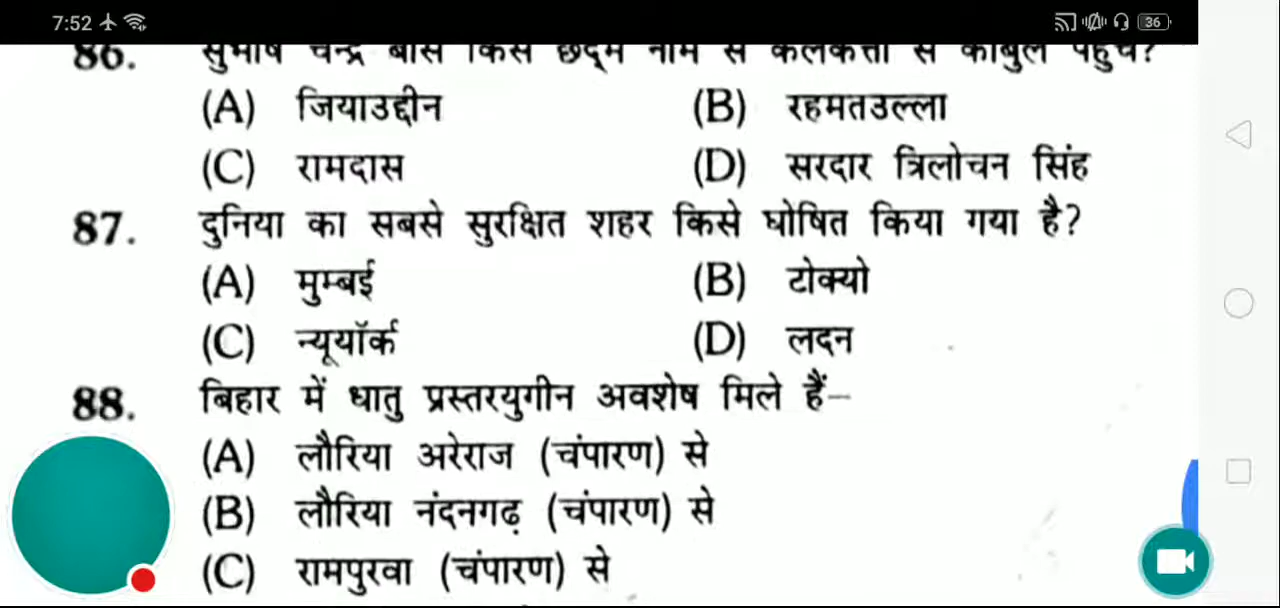 7:52
36
86. सुभाष चन्द्र बोस किस छद्म नाम से कलकत्ता से काबुल पहुंचे?
(A) जियाउद्दीन (B) रहमतउल्ला
(C) रामदास (D) सरदार त्रिलोचन सिंह
87. दुनिया का सबसे सुरक्षित शहर किसे घोषित किया गया है?
(A) मुम्बई (B) टोक्यो
(C) न्यूयॉर्क (D) लदन
88. बिहार में धातु प्रस्तरयुगीन अवशेष मिले हैं–
(A) लौरिया अरेराज (चंपारण) से
(B) लौरिया नंदनगढ़ (चंपारण) से
(C) रामपुरवा (चंपारण) से